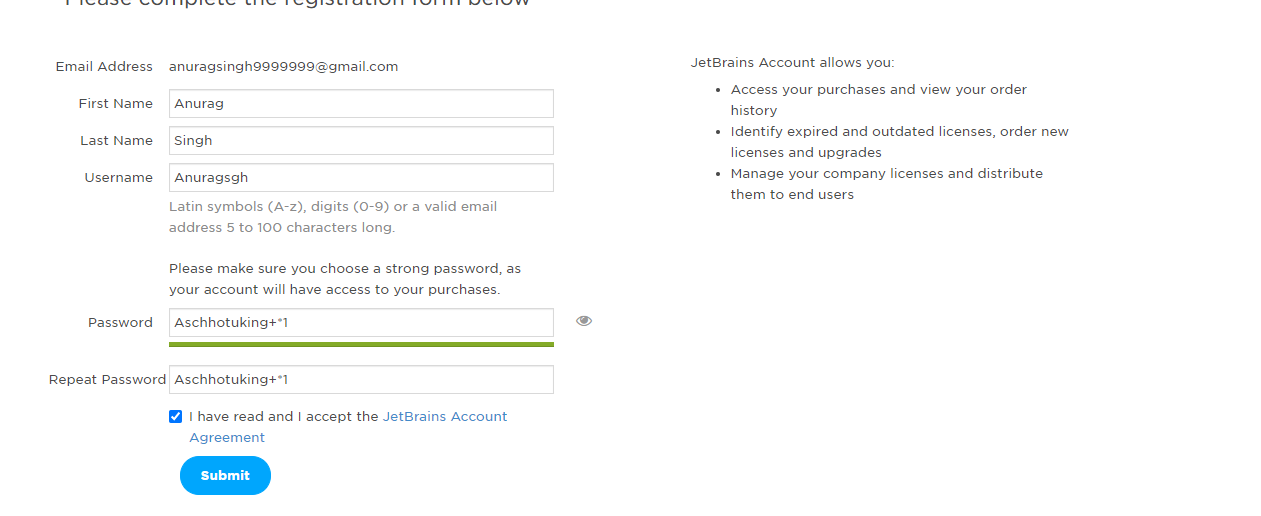 Please complete the registration form below
Email Address anuragsingh9999999@gmail.com
First Name Anurag
Last Name Singh
Username Anuragsgh
Latin symbols (A-z), digits (0-9) or a valid email
address 5 to 100 characters long.
Please make sure you choose a strong password, as
your account will have access to your purchases.
Password Aschhotuking+*1
Repeat Password Aschhotuking+*1
I have read and I accept the JetBrains Account
Agreement
Submit
JetBrains Account allows you:
• Access your purchases and view your order
history
• Identify expired and outdated licenses, order new
licenses and upgrades
• Manage your company licenses and distribute
them to end users